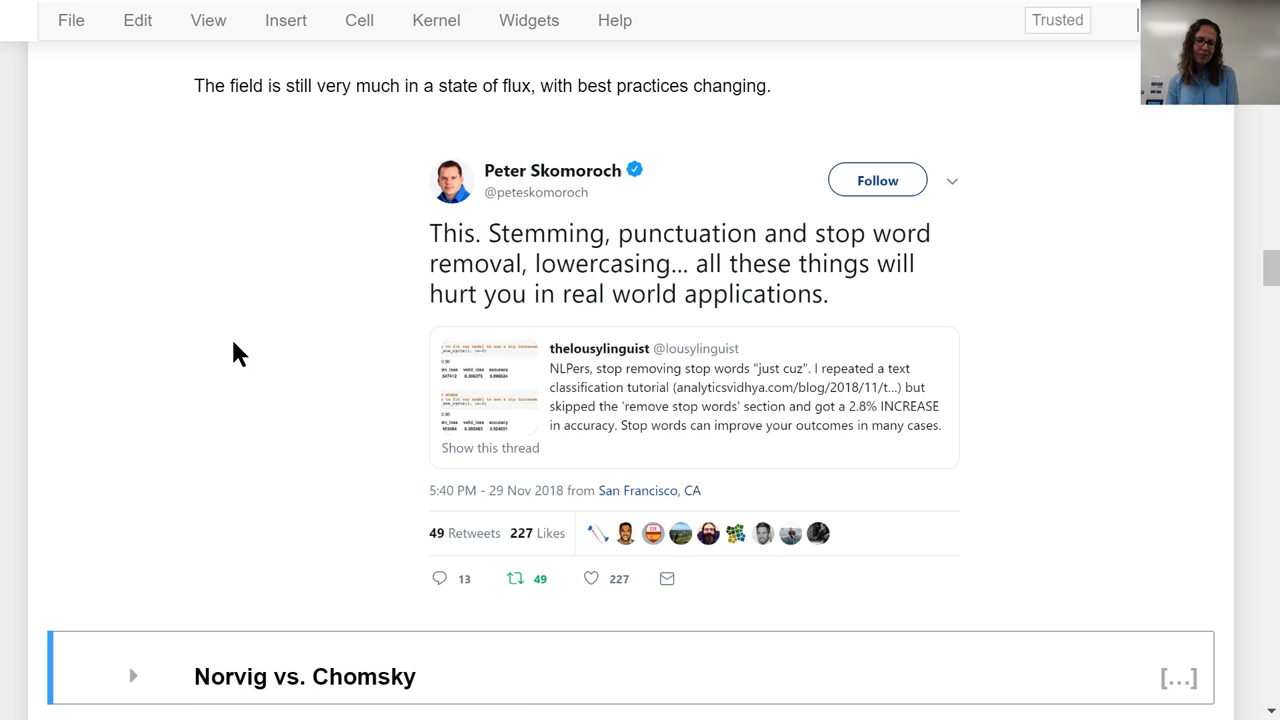 File Edit View Insert Cell Kernel Widgets Help Trusted
The field is still very much in a state of flux, with best practices changing.
Peter Skomoroch
@peteskomoroch
Follow
This. Stemming, punctuation and stop word
removal, lowercasing... all these things will
hurt you in real world applications.
thelousylinguist @lousylinguist
NLPers, stop removing stop words "just cuz". I repeated a text
classification tutorial (analyticsvidhya.com/blog/2018/11/t...) but
skipped the 'remove stop words' section and got a 2.8% INCREASE
in accuracy. Stop words can improve your outcomes in many cases.
Show this thread
5:40 PM - 29 Nov 2018 from San Francisco, CA
49 Retweets 227 Likes
13 49 227
Norvig vs. Chomsky
[...]